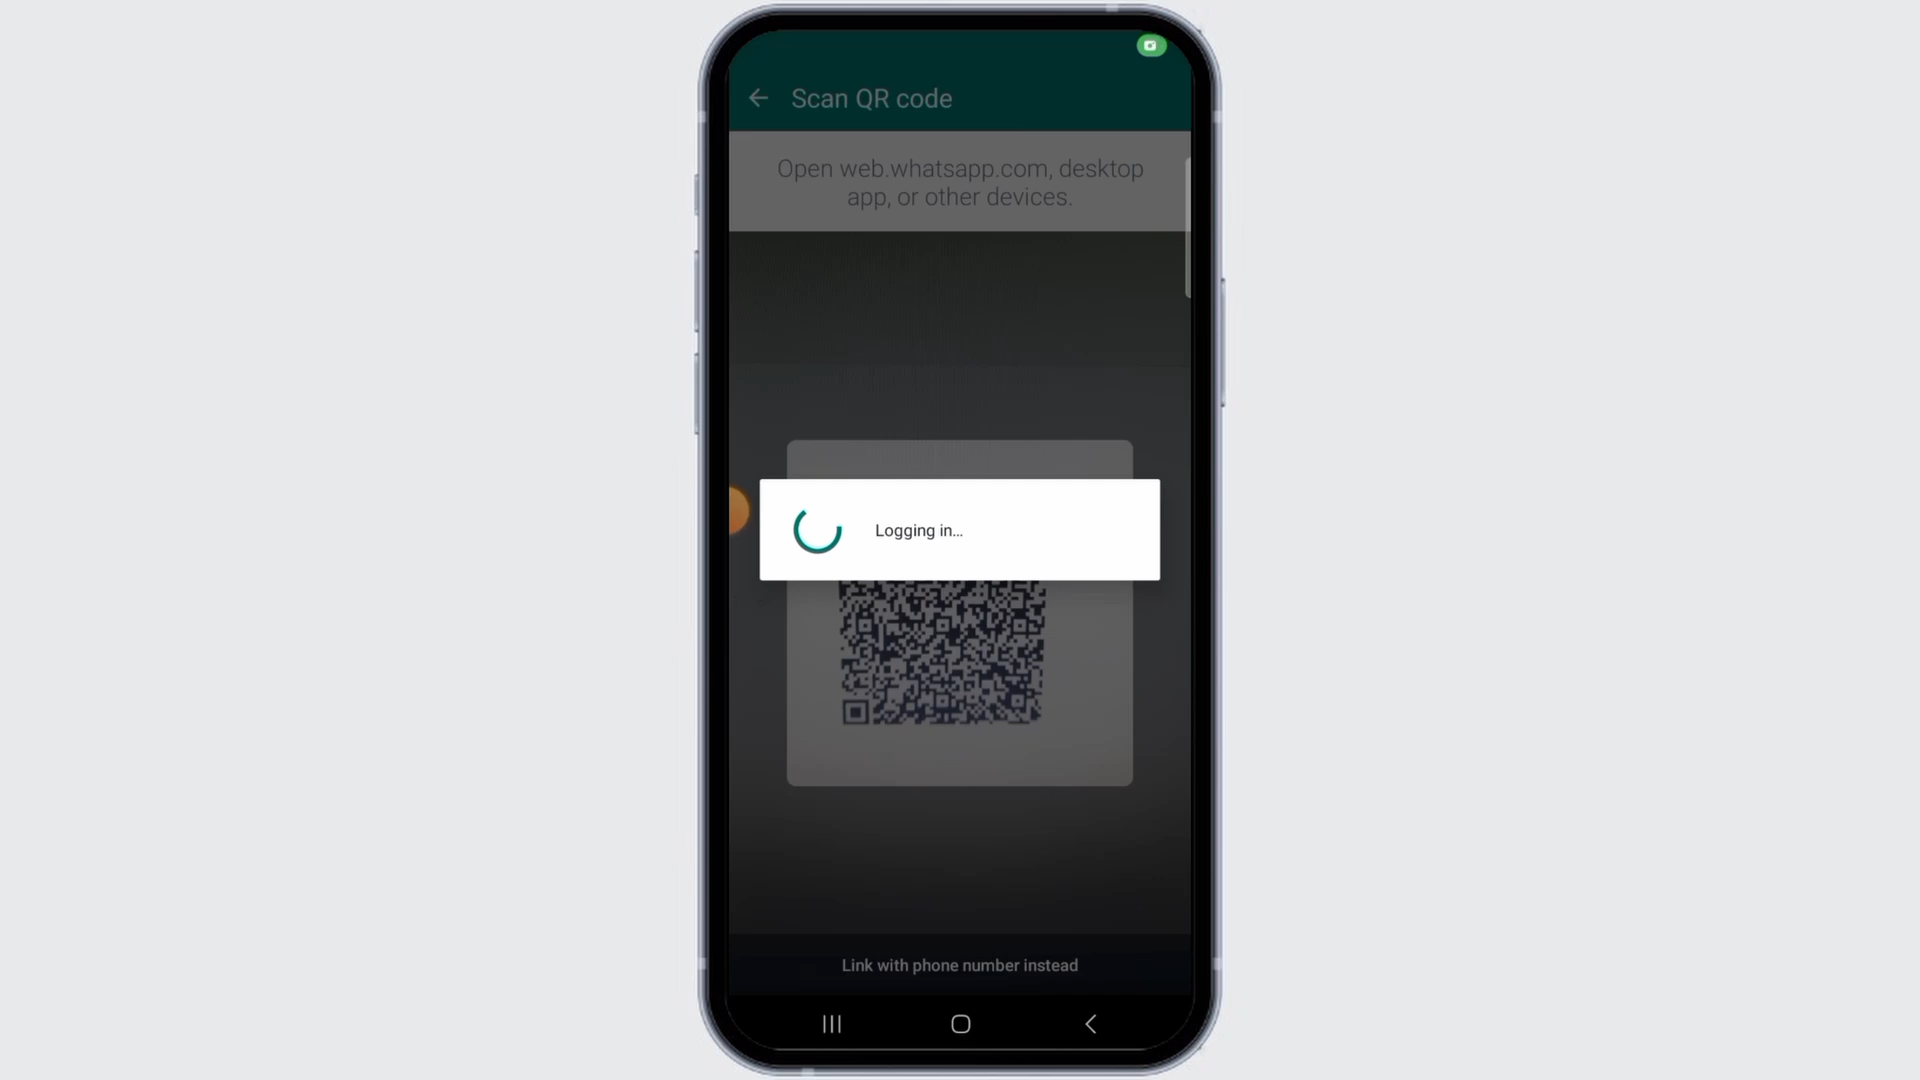 Scan QR code
Open web.whatsapp.com, desktop
app, or other devices.
Logging in...
Link with phone number instead